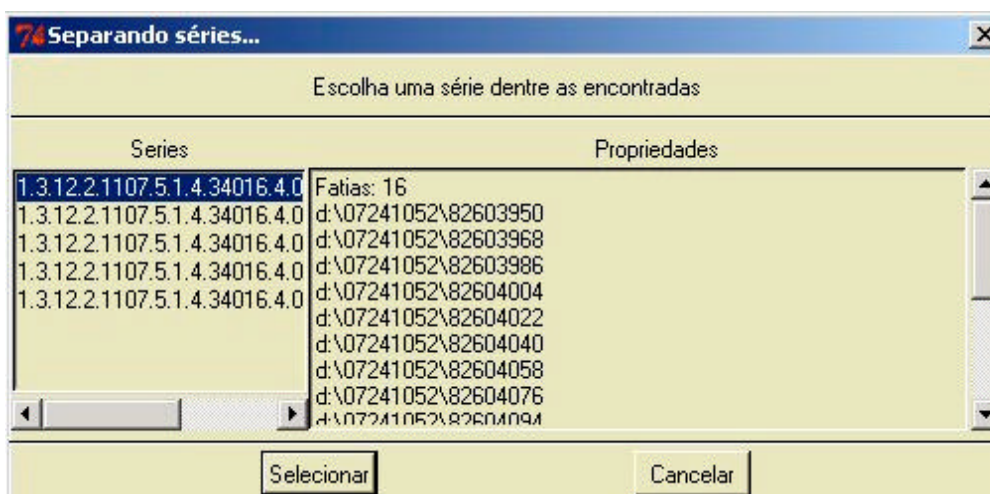 Separando séries...
Escolha uma série dentre as encontradas
Series
Propriedades
1.3.12.2.1107.5.1.4.34016.4.0
1.3.12.2.1107.5.1.4.34016.4.0
1.3.12.2.1107.5.1.4.34016.4.0
1.3.12.2.1107.5.1.4.34016.4.0
1.3.12.2.1107.5.1.4.34016.4.0
Fatias: 16
d:\07241052\82603950
d:\07241052\82603968
d:\07241052\82603986
d:\07241052\82604004
d:\07241052\82604022
d:\07241052\82604040
d:\07241052\82604058
d:\07241052\82604076
d:\07241052\82604094
Selecionar
Cancelar